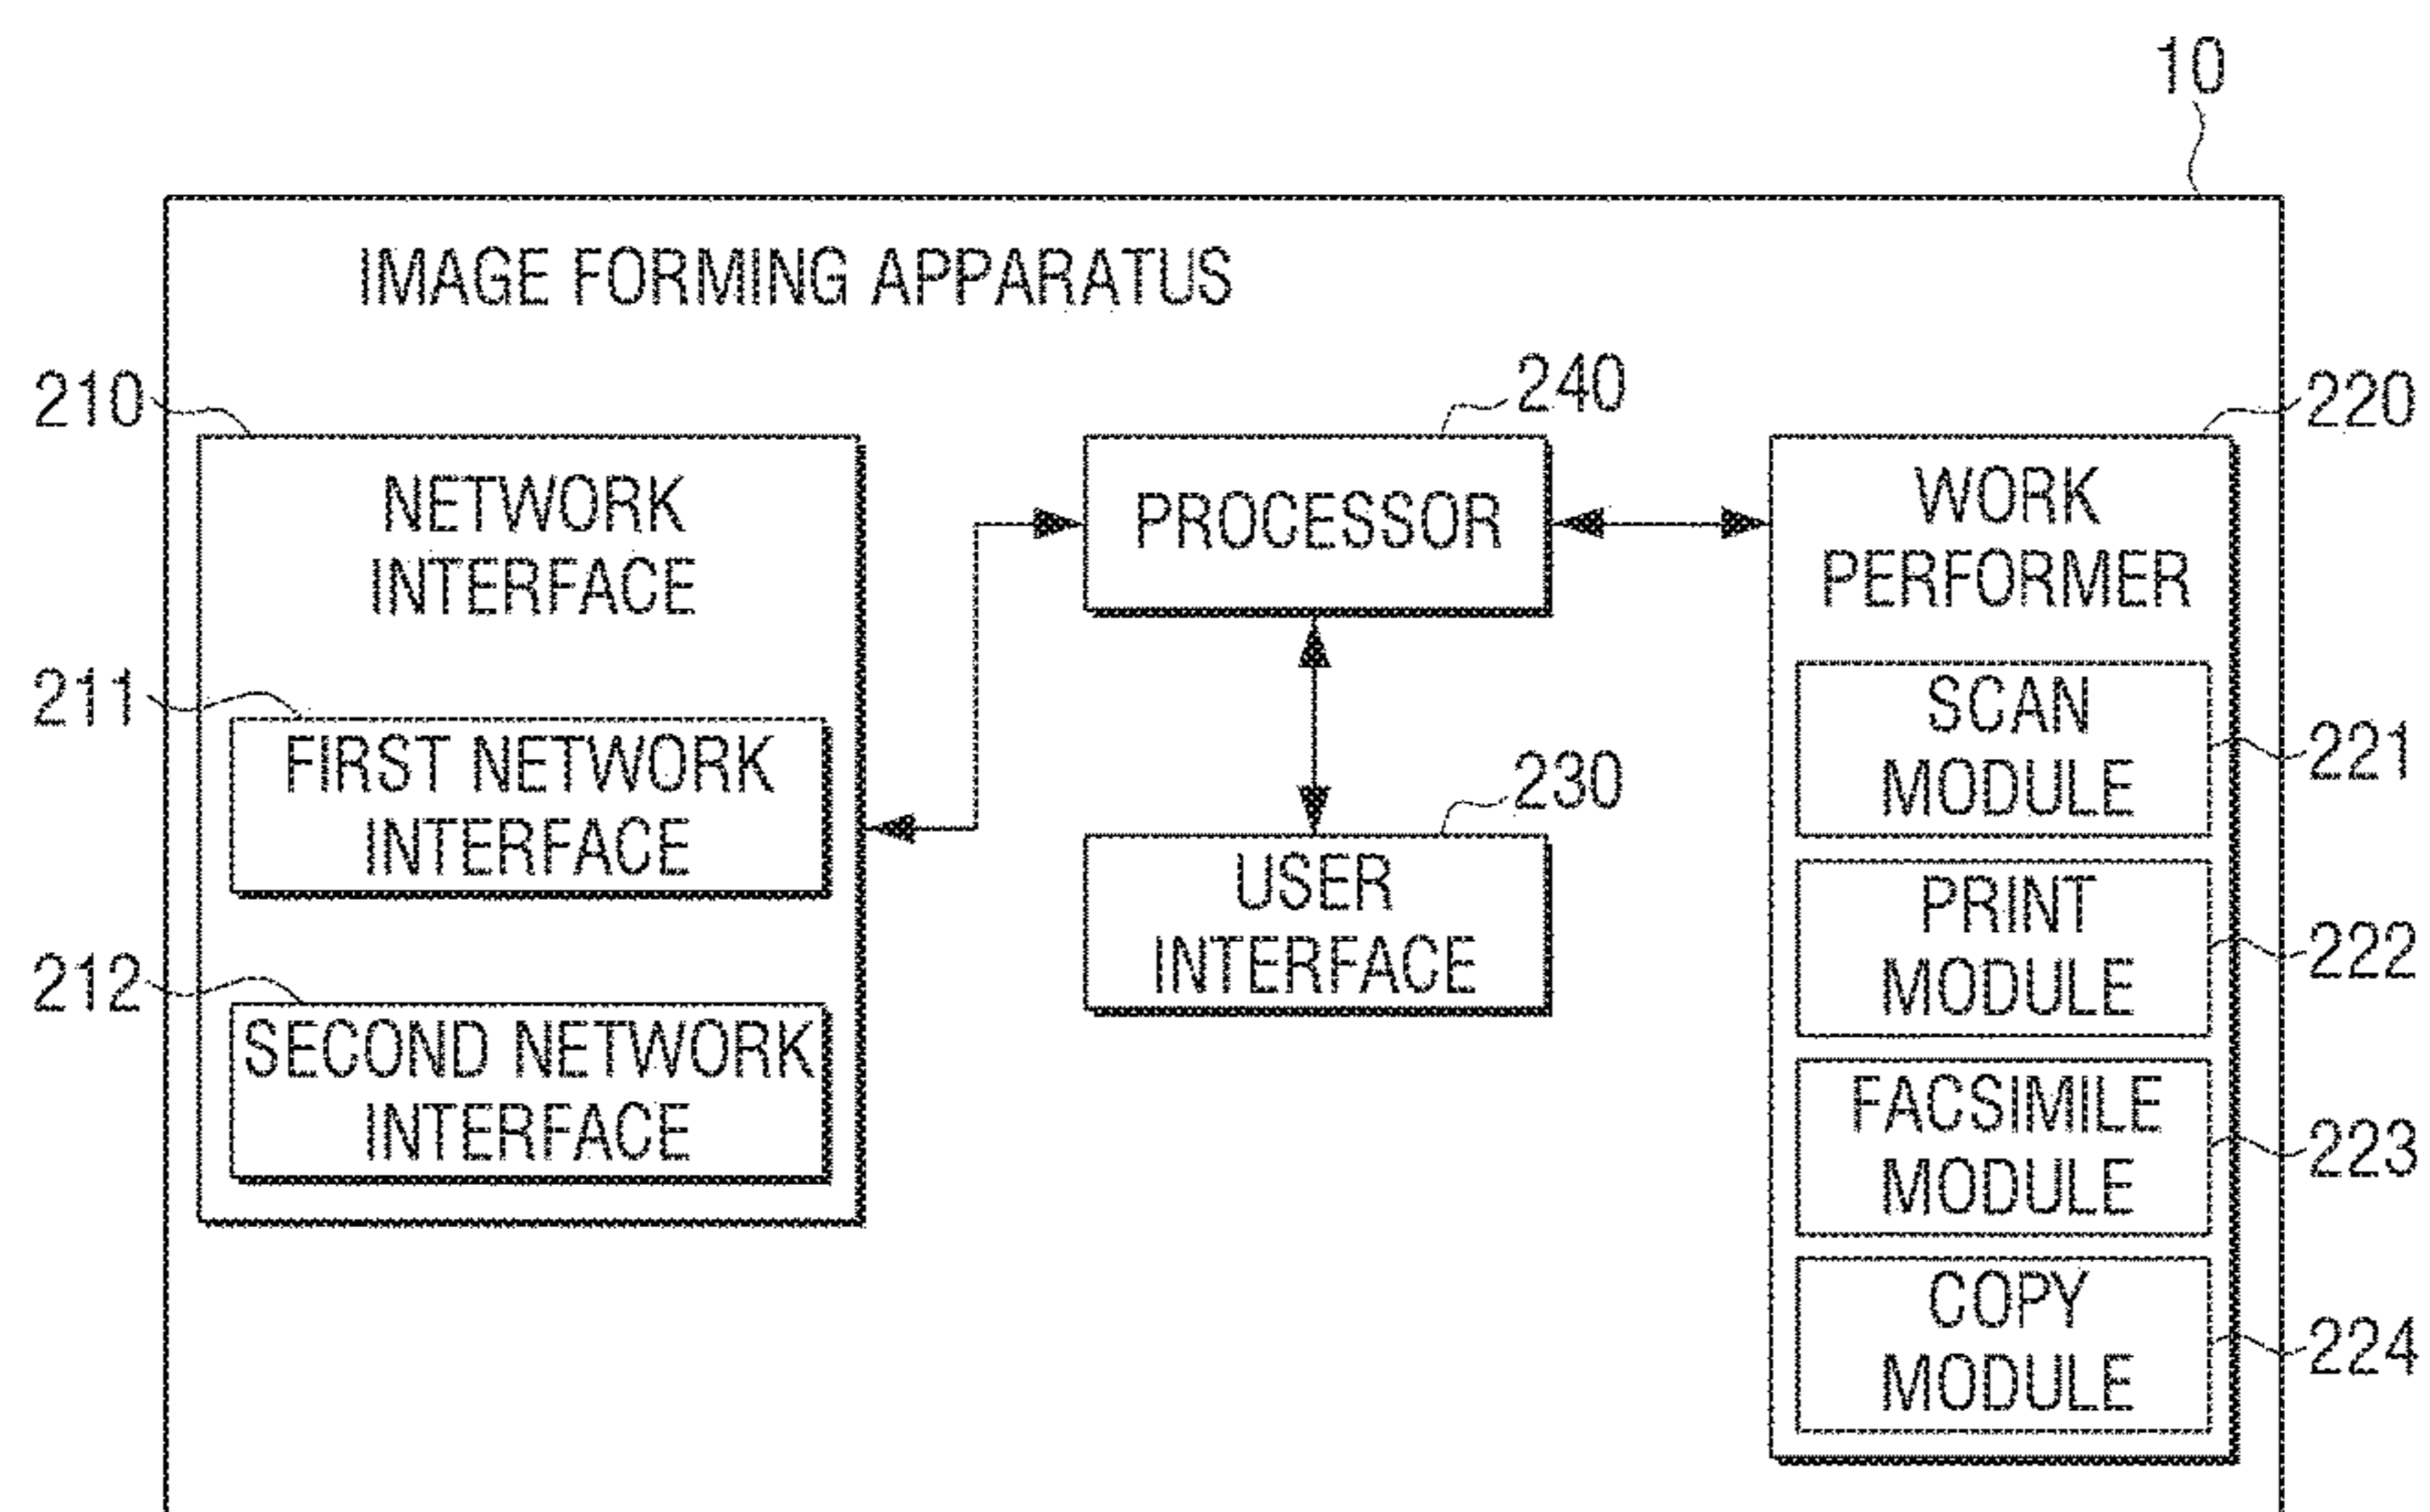 10
IMAGE FORMING APPARATUS
210
240
220
NETWORK
INTERFACE
PROCESSOR
WORK
PERFORMER
211
FIRST NETWORK
INTERFACE
230
USER
INTERFACE
SCAN
MODULE
221
PRINT
MODULE
222
212
SECOND NETWORK
INTERFACE
FACSIMILE
MODULE
223
COPY
MODULE
224